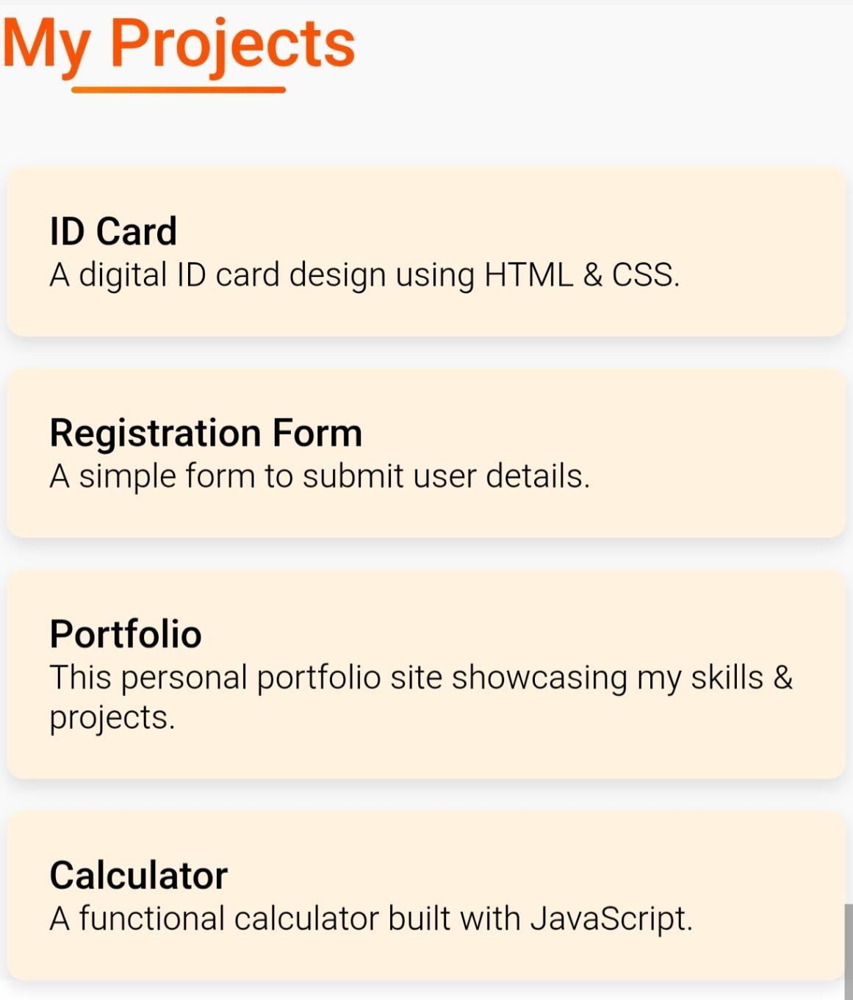 My Projects
ID Card
A digital ID card design using HTML & CSS.
Registration Form
A simple form to submit user details.
Portfolio
This personal portfolio site showcasing my skills &
projects.
Calculator
A functional calculator built with JavaScript.